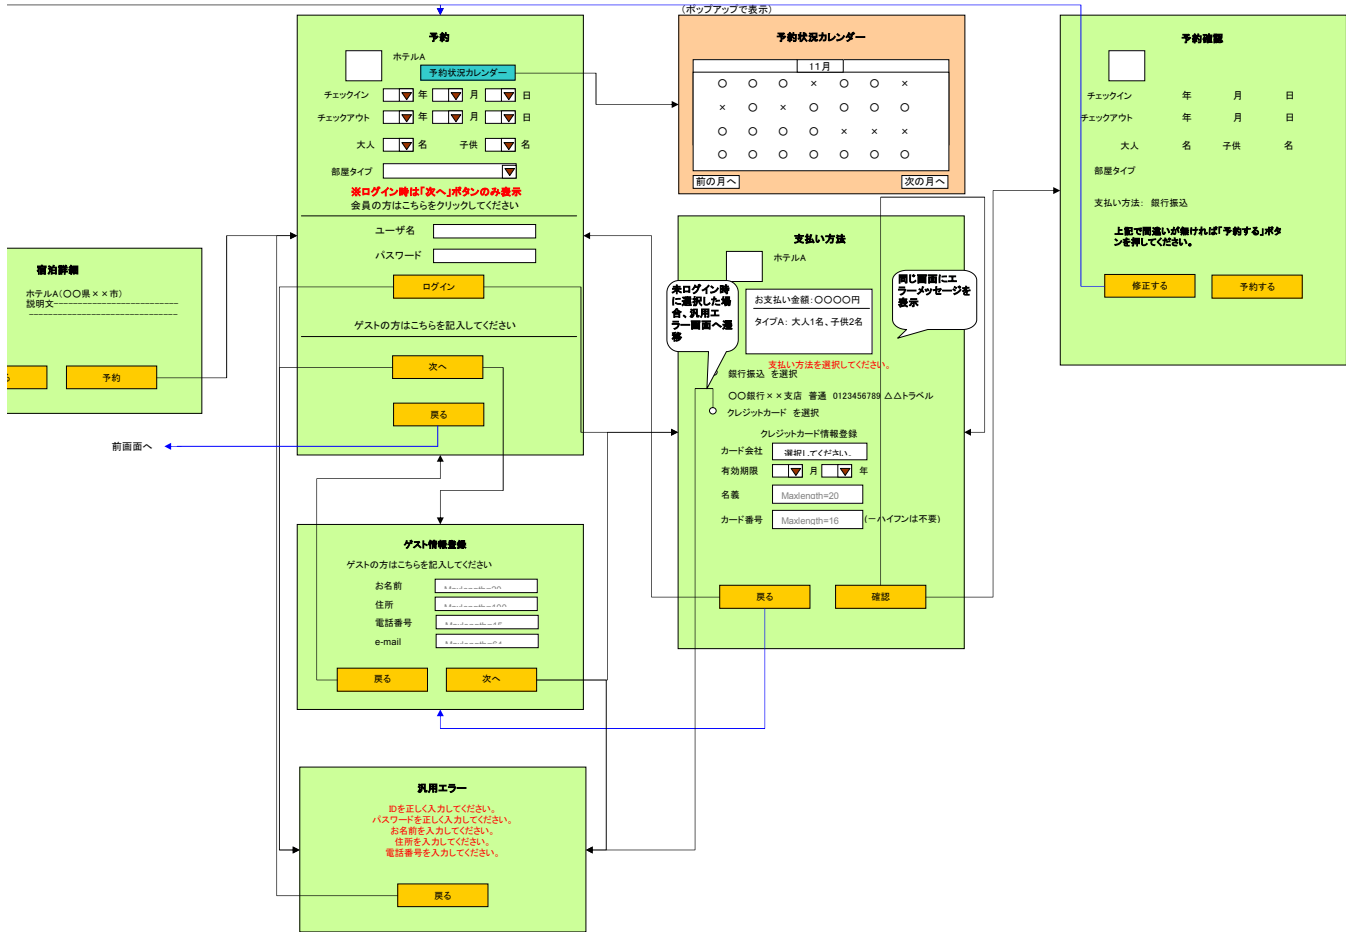 (ポップアップで表示)
予約
ホテルA
予約状況カレンダー
チェックイン 年 月 日
チェックアウト 年 月 日
大人 名 子供 名
部屋タイプ
※ログイン時は「次へ」ボタンのみ表示
会員の方はこちらをクリックしてください
ユーザ名
パスワード
ログイン
ゲストの方はこちらを記入してください
次へ
戻る
予約状況カレンダー
11月
○ ○ ○ × ○ ○ ×
× ○ × ○ ○ ○ ○
○ ○ ○ ○ × × ×
○ ○ ○ ○ ○ ○ ○
前の月へ 次の月へ
予約確認
チェックイン 年 月 日
チェックアウト 年 月 日
大人 名 子供 名
部屋タイプ
支払い方法: 銀行振込
上記で間違いが無ければ「予約する」ボタ
ンを押してください。
修正する 予約する
宿泊詳細
ホテルA(〇〇県××市)
説明文-------------------------
------------------------------
る 予約
前画面へ
支払い方法
ホテルA
未ログイン時
に選択した場
合、汎用エ
ラー画面へ遷
移
同じ画面にエ
ラーメッセージを
表示
お支払い金額:〇〇〇〇円
タイプA: 大人1名、子供2名
支払い方法を選択してください。
銀行振込 を選択
〇〇銀行××支店 普通 0123456789 △△トラベル
クレジットカード を選択
クレジットカード情報登録
カード会社 選択してください。
有効期限 月 年
名義 Maxlength=20
カード番号 Maxlength=16 (-ハイフンは不要)
戻る 確認
ゲスト情報登録
ゲストの方はこちらを記入してください
お名前
住所
電話番号
e-mail
戻る 次へ
汎用エラー
IDを正しく入力してください。
パスワードを正しく入力してください。
お名前を入力してください。
住所を入力してください。
電話番号を入力してください。
戻る